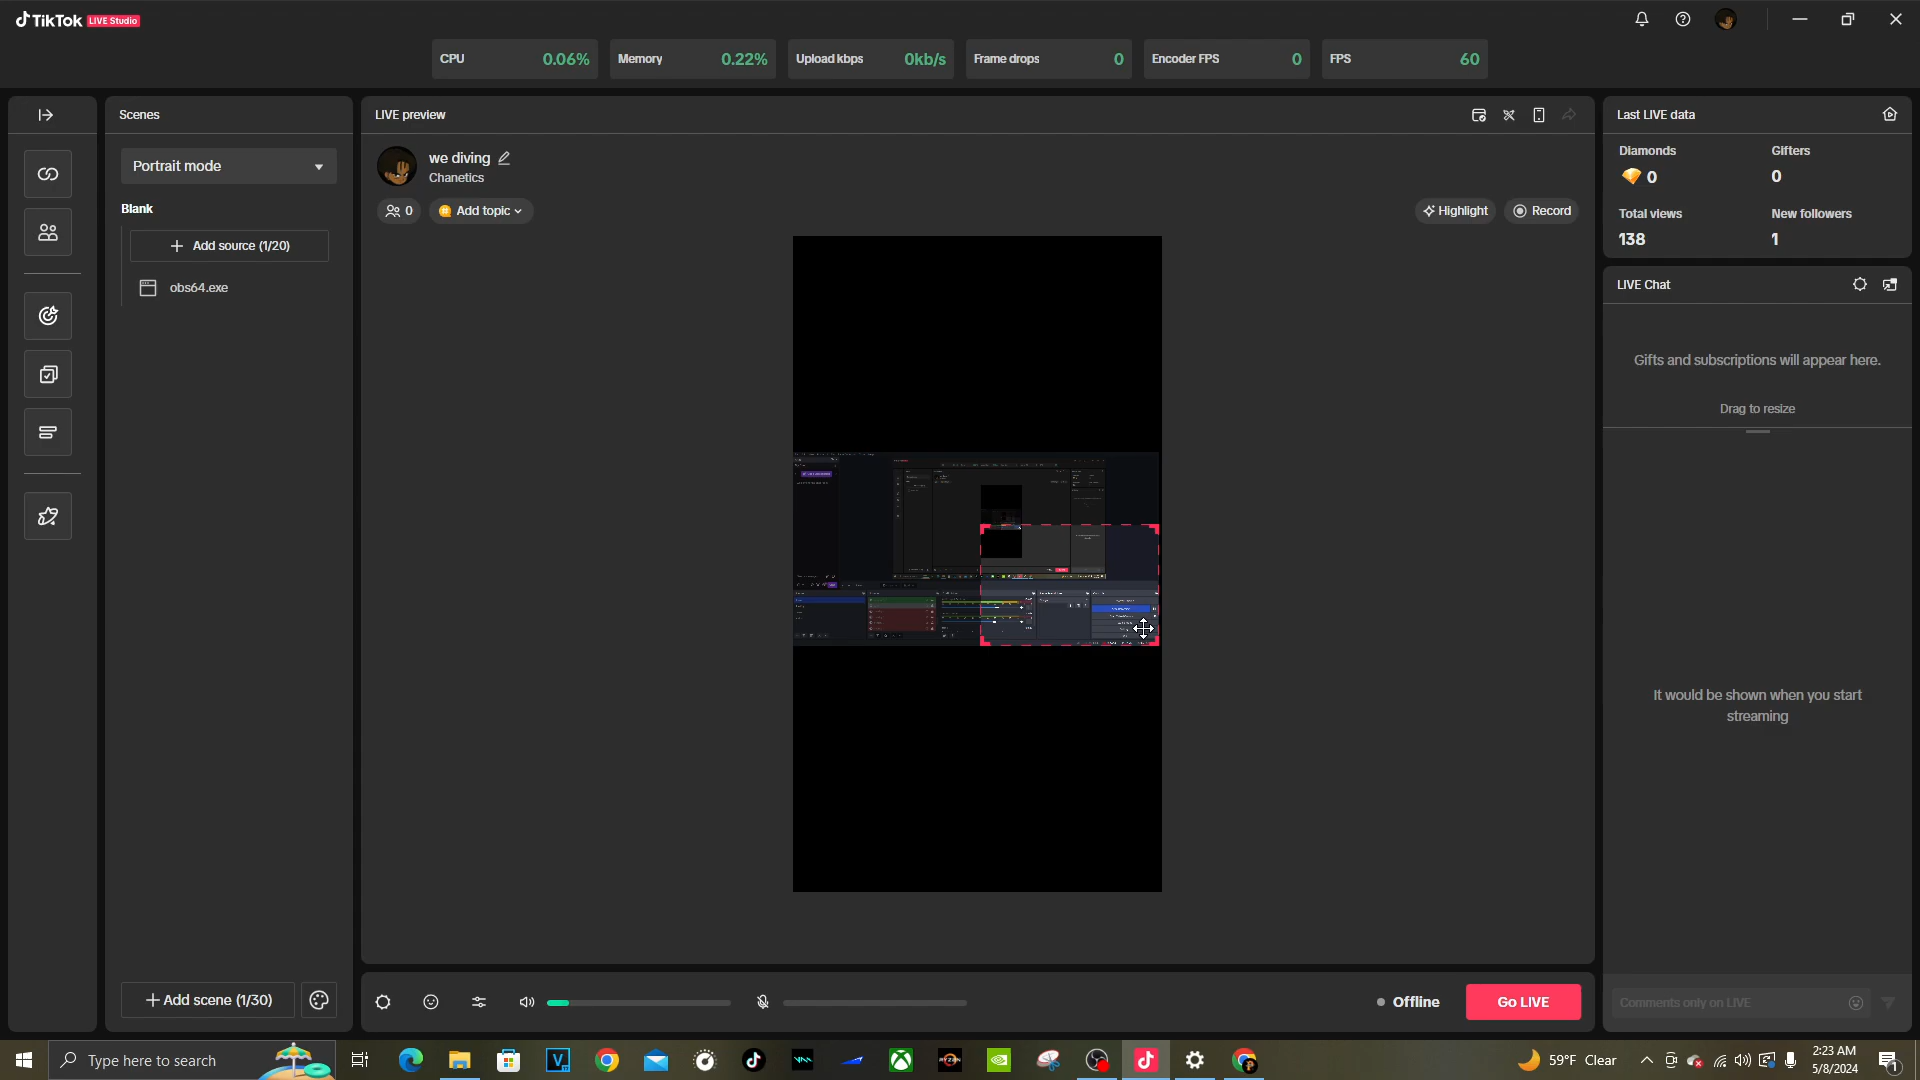 TikTok LIVE Studio
CPU 0.06%
Memory 0.22%
Upload kbps 0kb/s
Frame drops 0
Encoder FPS 0
FPS 60
Scenes
Portrait mode
Blank
+ Add source (1/20)
obs64.exe
+ Add scene (1/30)
LIVE preview
we diving
Chanetics
0
Add topic
Highlight
Record
Offline
Go LIVE
Last LIVE data
Diamonds
0
Gifters
0
Total views
138
New followers
1
LIVE Chat
Gifts and subscriptions will appear here.
Drag to resize
It would be shown when you start
streaming
Comments only on LIVE
Type here to search
59°F Clear
2:23 AM
5/8/2024
1